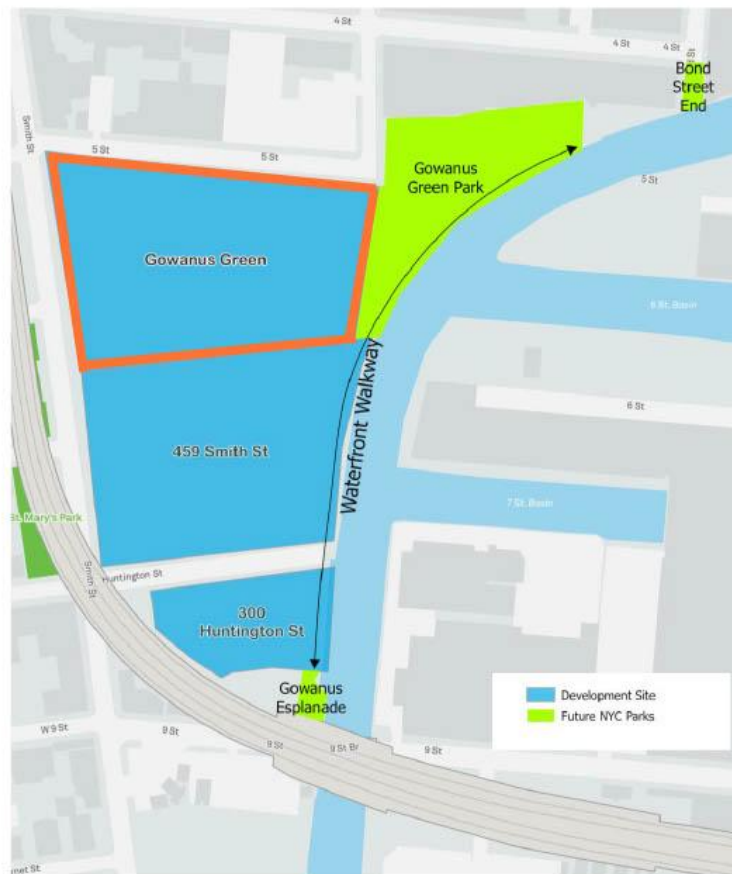 4 St
4 St
4 St
Bond
Street
End
Smith St
5 St
5 St
Gowanus
Green Park
5 St
Gowanus Green
6 St. Basin
Waterfront Walkway
6 St
459 Smith St
7 St. Basin
St. Mary's Park
Smith St
Huntington St
300
Huntington St
Gowanus
Esplanade
Development Site
Future NYC Parks
W 9 St
9 St
9 St
9 St Br
9 St